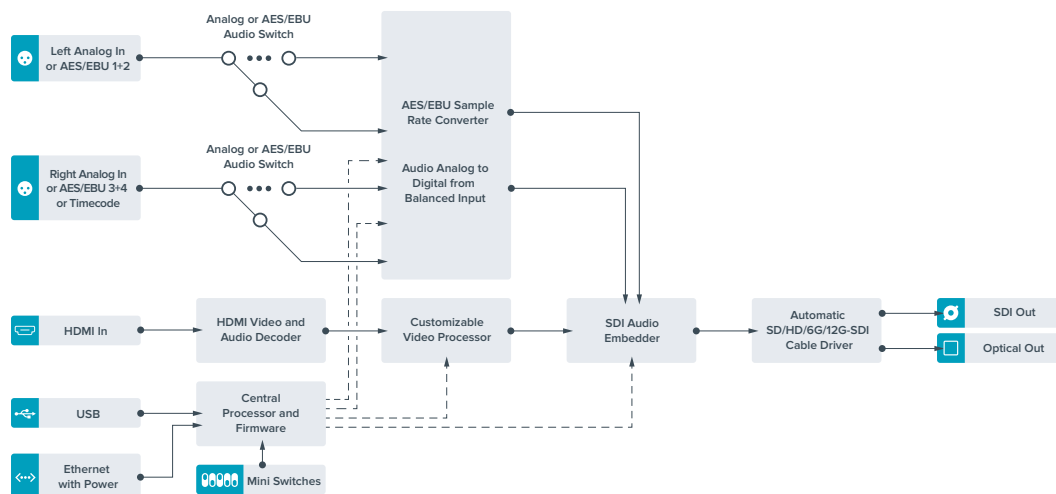 Analog or AES/EBU
Audio Switch
Left Analog In
or AES/EBU 1+2
AES/EBU Sample
Rate Converter
Analog or AES/EBU
Audio Switch
Right Analog In
or AES/EBU 3+4
or Timecode
Audio Analog to
Digital from
Balanced Input
HDMI In
HDMI Video and
Audio Decoder
Customizable
Video Processor
SDI Audio
Embedder
Automatic
SD/HD/6G/12G-SDI
Cable Driver
SDI Out
Optical Out
USB
Central
Processor and
Firmware
Ethernet
with Power
Mini Switches